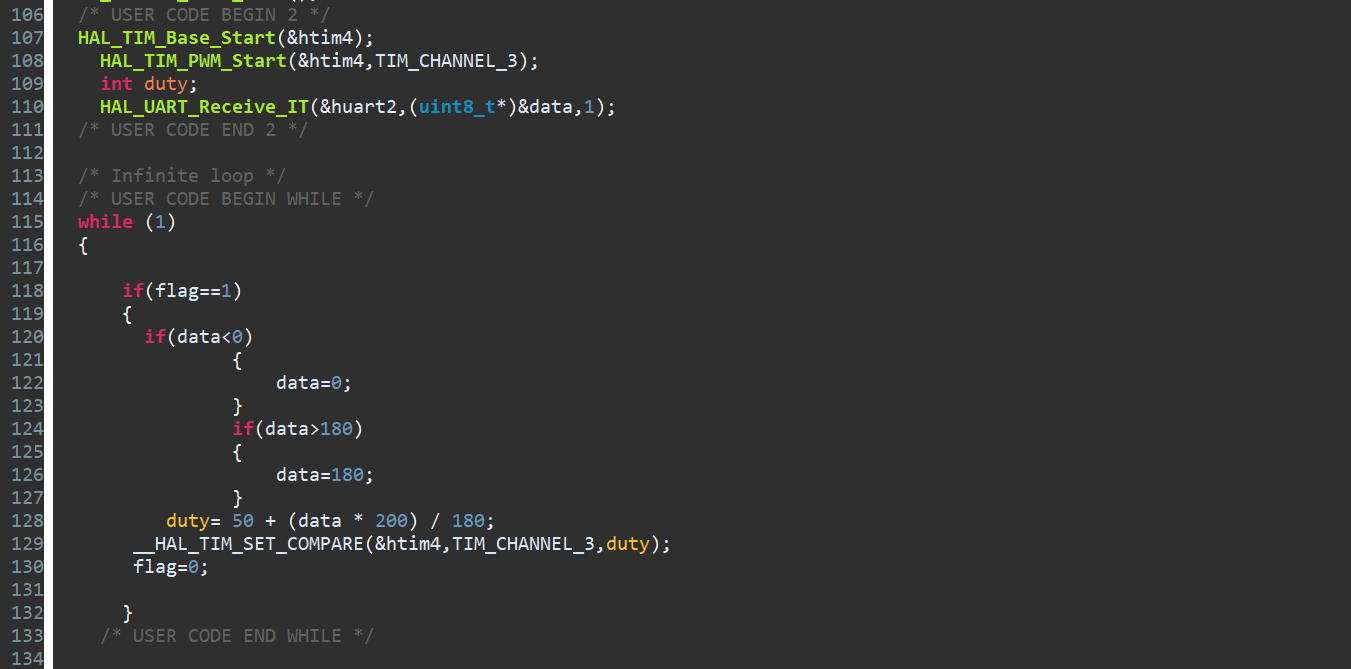 106 /* USER CODE BEGIN 2 */
107 HAL_TIM_Base_Start(&htim4);
108 HAL_TIM_PWM_Start(&htim4,TIM_CHANNEL_3);
109 int duty;
110 HAL_UART_Receive_IT(&huart2,(uint8_t*)&data,1);
111 /* USER CODE END 2 */
112
113 /* Infinite loop */
114 /* USER CODE BEGIN WHILE */
115 while (1)
116 {
117
118 if(flag==1)
119 {
120 if(data<0)
121 {
122 data=0;
123 }
124 if(data>180)
125 {
126 data=180;
127 }
128 duty= 50 + (data * 200) / 180;
129 __HAL_TIM_SET_COMPARE(&htim4,TIM_CHANNEL_3,duty);
130 flag=0;
131
132 }
133 /* USER CODE END WHILE */
134